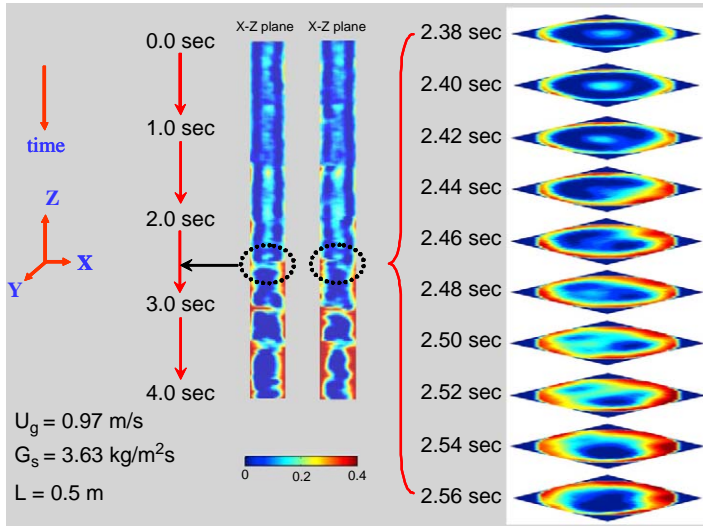 X-Z plane
X-Z plane
0.0 sec
1.0 sec
2.0 sec
3.0 sec
4.0 sec
time
Z
X
Y
U_g = 0.97 m/s
G_s = 3.63 kg/m²s
L = 0.5 m
0 0.2 0.4
2.38 sec
2.40 sec
2.42 sec
2.44 sec
2.46 sec
2.48 sec
2.50 sec
2.52 sec
2.54 sec
2.56 sec